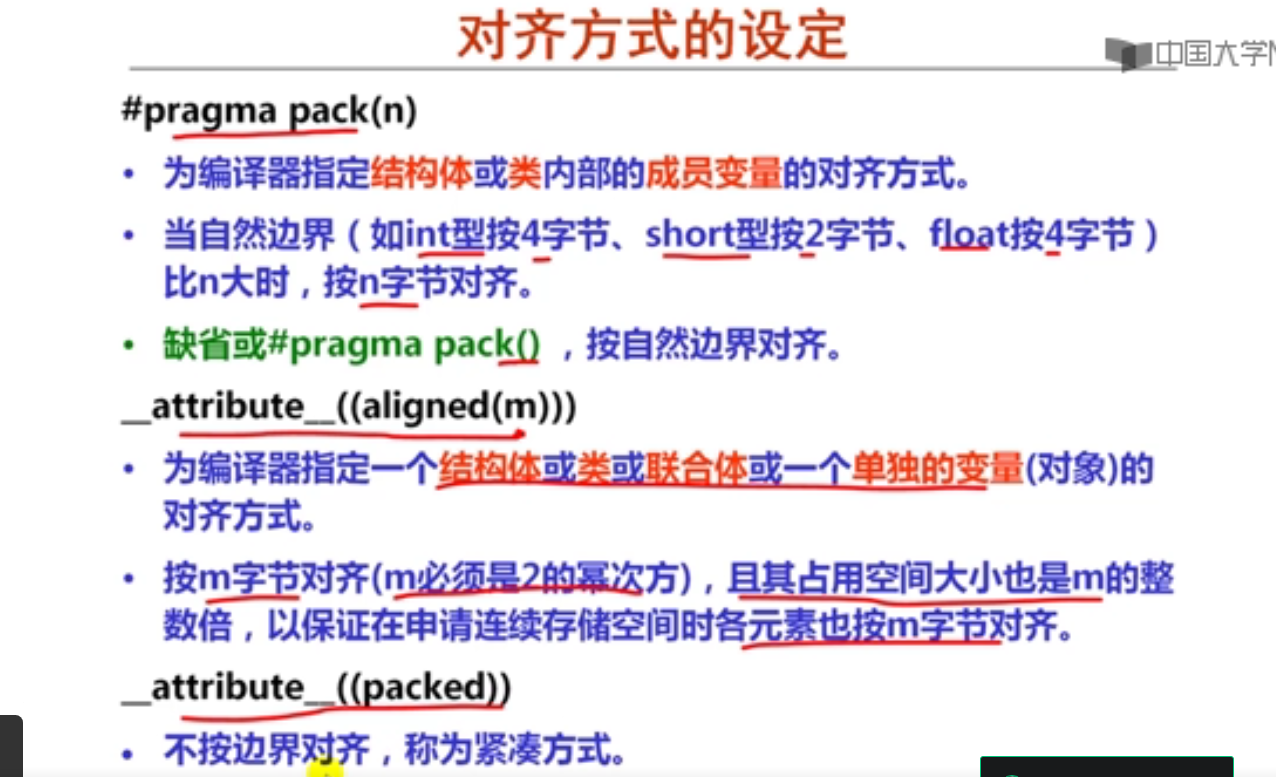 对齐方式的设定
中国大学M
#pragma pack(n)
• 为编译器指定结构体或类内部的成员变量的对齐方式。
• 当自然边界（如int型按4字节、short型按2字节、float按4字节）
比n大时，按n字节对齐。
• 缺省或#pragma pack() ，按自然边界对齐。
__attribute__((aligned(m)))
• 为编译器指定一个结构体或类或联合体或一个单独的变量(对象)的
对齐方式。
• 按m字节对齐(m必须是2的幂次方)，且其占用空间大小也是m的整
数倍，以保证在申请连续存储空间时各元素也按m字节对齐。
__attribute__((packed))
• 不按边界对齐，称为紧凑方式。